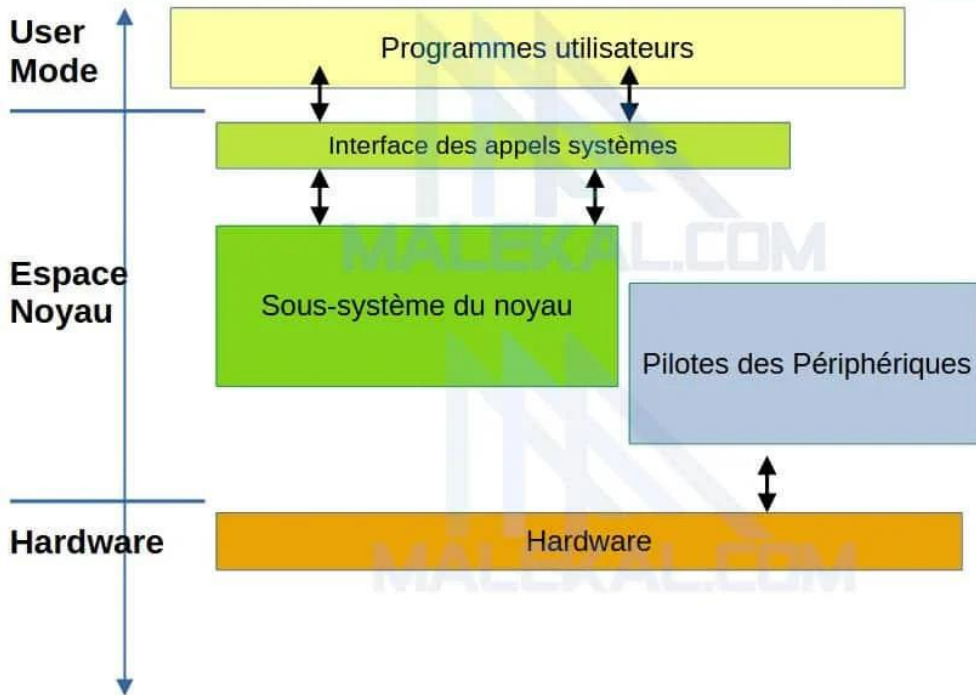 User
Mode
Programmes utilisateurs
Interface des appels systèmes
MALEKAL.COM
Espace
Noyau
Sous-système du noyau
Pilotes des Périphériques
Hardware
Hardware
MALEKAL.COM